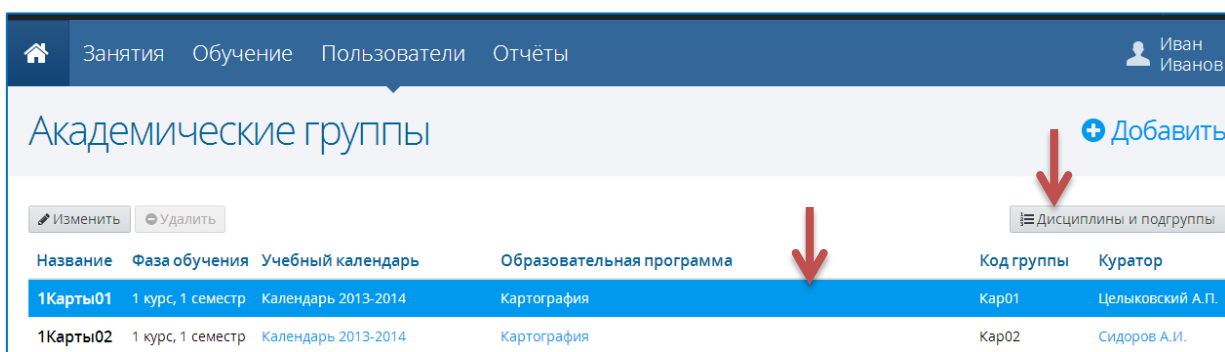 Занятия Обучение Пользователи Отчёты Иван
Иванов
Академические группы Добавить
Изменить Удалить Дисциплины и подгруппы
Название Фаза обучения Учебный календарь Образовательная программа Код группы Куратор
1Карты01 1 курс, 1 семестр Календарь 2013-2014 Картография Кар01 Целыковский А.П.
1Карты02 1 курс, 1 семестр Календарь 2013-2014 Картография Кар02 Сидоров А.И.